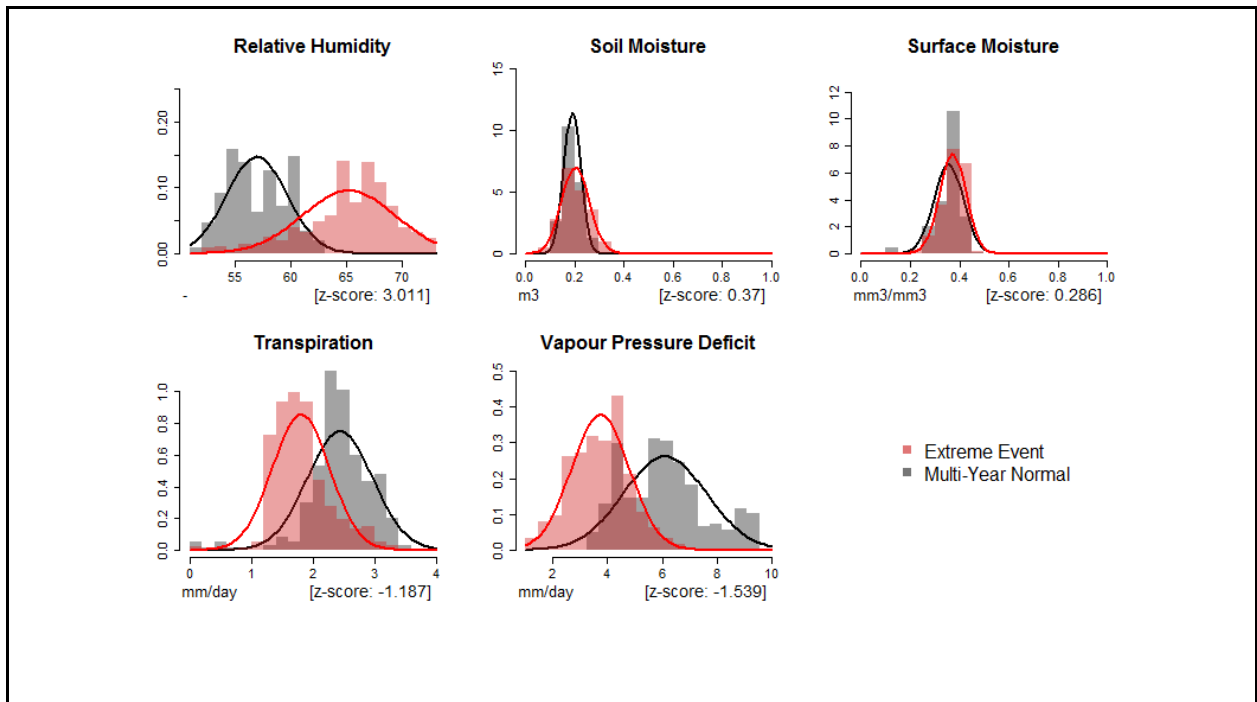 Relative Humidity
0.00 0.10 0.20
55 60 65 70
- [z-score: 3.011]
Soil Moisture
0 5 10 15
0.0 0.2 0.4 0.6 0.8 1.0
m3 [z-score: 0.37]
Surface Moisture
0 2 4 6 8 10 12
0.0 0.2 0.4 0.6 0.8 1.0
mm3/mm3 [z-score: 0.286]
Transpiration
0.0 0.2 0.4 0.6 0.8 1.0
0 1 2 3 4
mm/day [z-score: -1.187]
Vapour Pressure Deficit
0.0 0.1 0.2 0.3 0.4 0.5
2 4 6 8 10
mm/day [z-score: -1.539]
Extreme Event
Multi-Year Normal